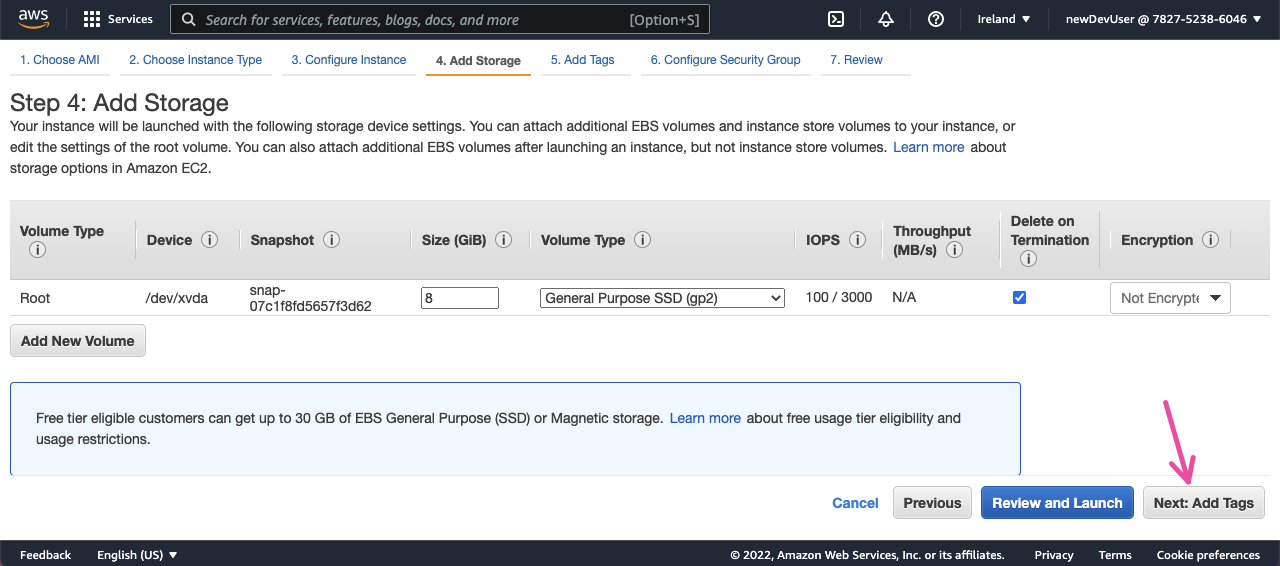 aws Services Search for services, features, blogs, docs, and more [Option+S] Ireland newDevUser @ 7827-5238-6046
1. Choose AMI 2. Choose Instance Type 3. Configure Instance 4. Add Storage 5. Add Tags 6. Configure Security Group 7. Review
Step 4: Add Storage
Your instance will be launched with the following storage device settings. You can attach additional EBS volumes and instance store volumes to your instance, or
edit the settings of the root volume. You can also attach additional EBS volumes after launching an instance, but not instance store volumes. Learn more about
storage options in Amazon EC2.
Volume Type Device Snapshot Size (GiB) Volume Type IOPS Throughput (MB/s) Delete on Termination Encryption
Root /dev/xvda snap-07c1f8fd5657f3d62 8 General Purpose SSD (gp2) 100 / 3000 N/A Not Encrypte
Add New Volume
Free tier eligible customers can get up to 30 GB of EBS General Purpose (SSD) or Magnetic storage. Learn more about free usage tier eligibility and
usage restrictions.
Cancel Previous Review and Launch Next: Add Tags
Feedback English (US) © 2022, Amazon Web Services, Inc. or its affiliates. Privacy Terms Cookie preferences